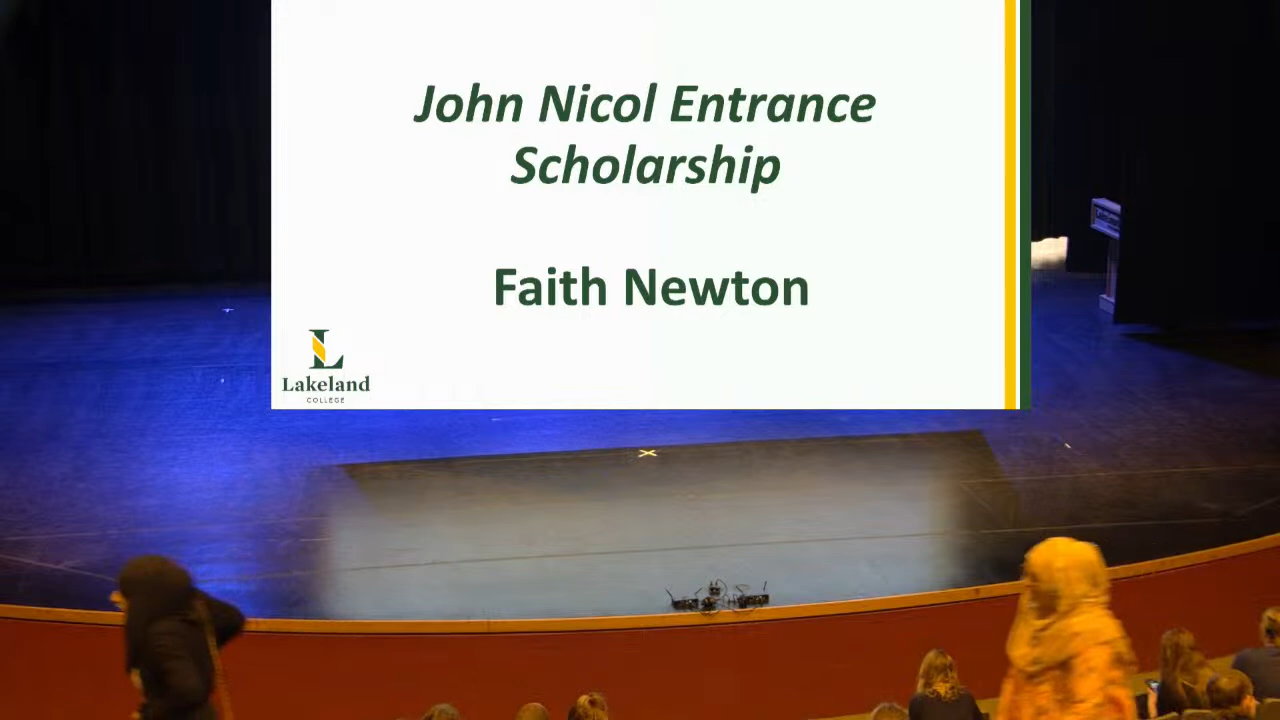 John Nicol Entrance
Scholarship
Faith Newton
Lakeland
COLLEGE